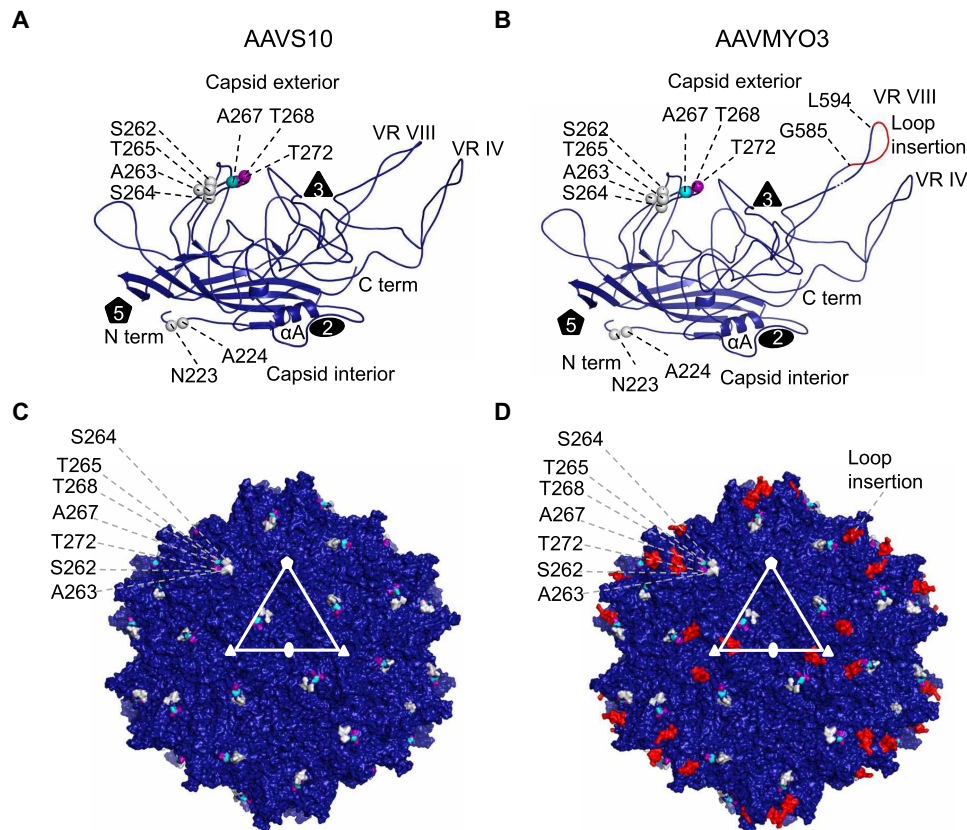 A
AAVS10
Capsid exterior
A267 T268
S262
T265
A263
S264
T272
VR VIII
VR IV
3
5
N term
C term
αA
2
A224
N223
Capsid interior
B
AAVMYO3
Capsid exterior
A267 T268
S262
T265
A263
S264
T272
L594
G585
VR VIII
Loop
insertion
VR IV
3
5
N term
C term
αA
2
A224
N223
Capsid interior
C
S264
T265
T268
A267
T272
S262
A263
D
S264
T265
T268
A267
T272
S262
A263
Loop
insertion